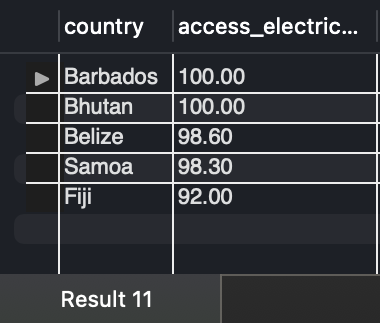 country access_electric...
Barbados 100.00
Bhutan 100.00
Belize 98.60
Samoa 98.30
Fiji 92.00
Result 11